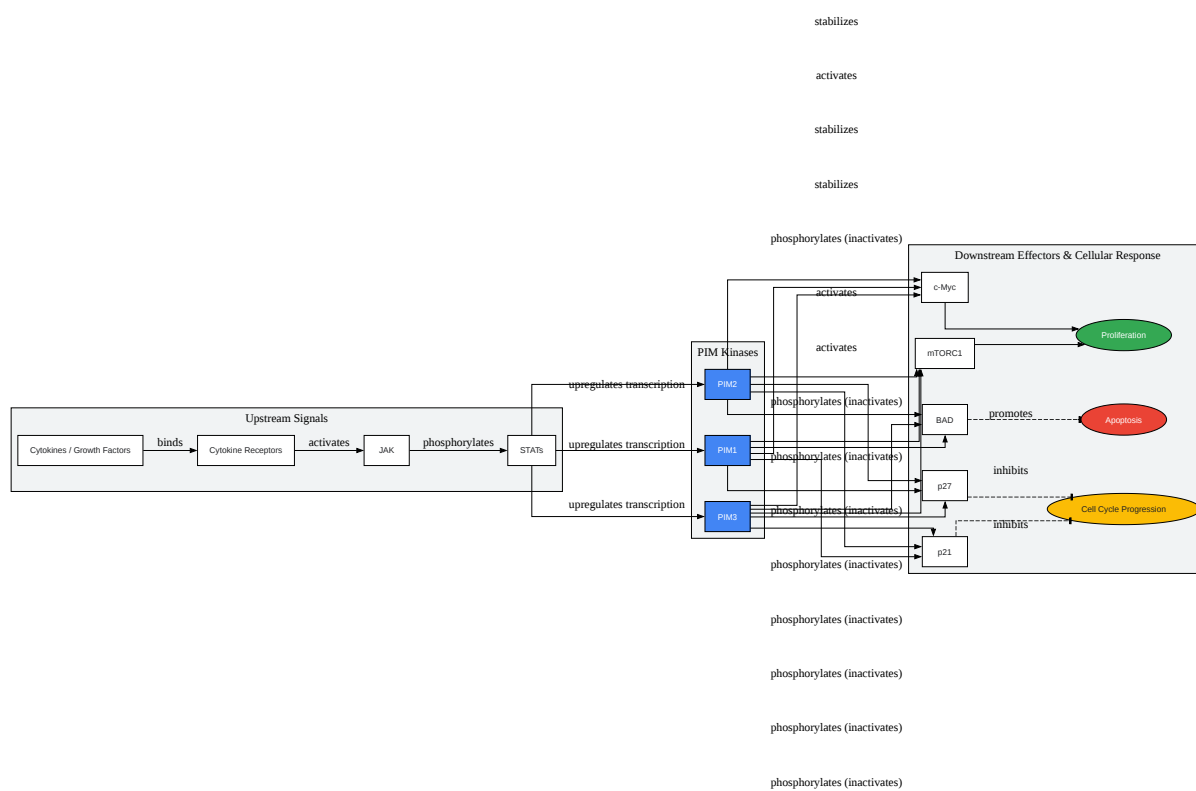 stabilizes
activates
stabilizes
stabilizes
phosphorylates (inactivates)
Downstream Effectors & Cellular Response
c-Myc
activates
Proliferation
activates
PIM Kinases
mTORC1
upregulates transcription
PIM2
phosphorylates (inactivates)
promotes
BAD
Apoptosis
Upstream Signals
Cytokines / Growth Factors
binds
Cytokine Receptors
activates
JAK
phosphorylates
STATs
upregulates transcription
PIM1
phosphorylates (inactivates)
inhibits
p27
upregulates transcription
PIM3
phosphorylates (inactivates)
Cell Cycle Progression
inhibits
p21
phosphorylates (inactivates)
phosphorylates (inactivates)
phosphorylates (inactivates)
phosphorylates (inactivates)
phosphorylates (inactivates)